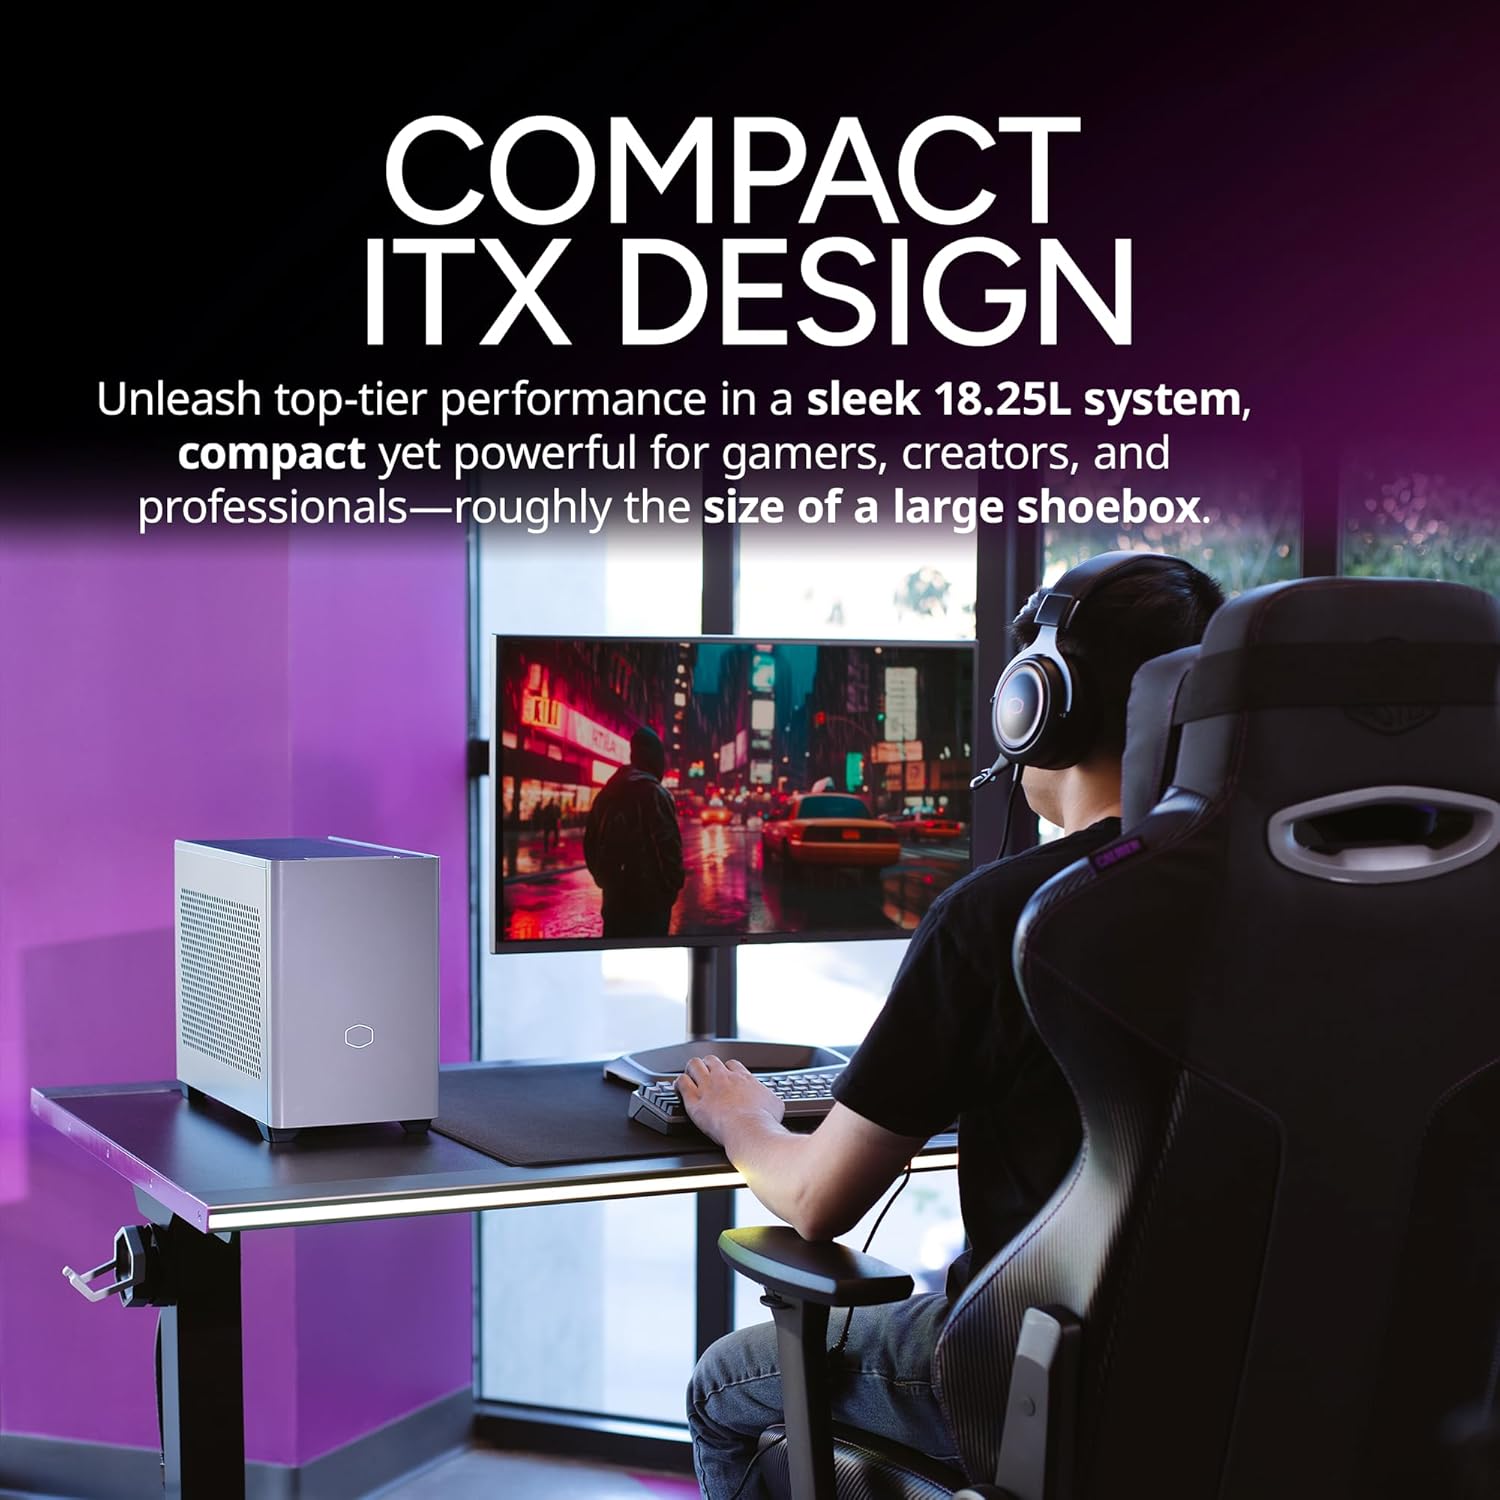 COMPACT
ITX DESIGN
Unleash top-tier performance in a sleek 18.25L system,
compact yet powerful for gamers, creators, and
professionals—roughly the size of a large shoebox.
CALIBER